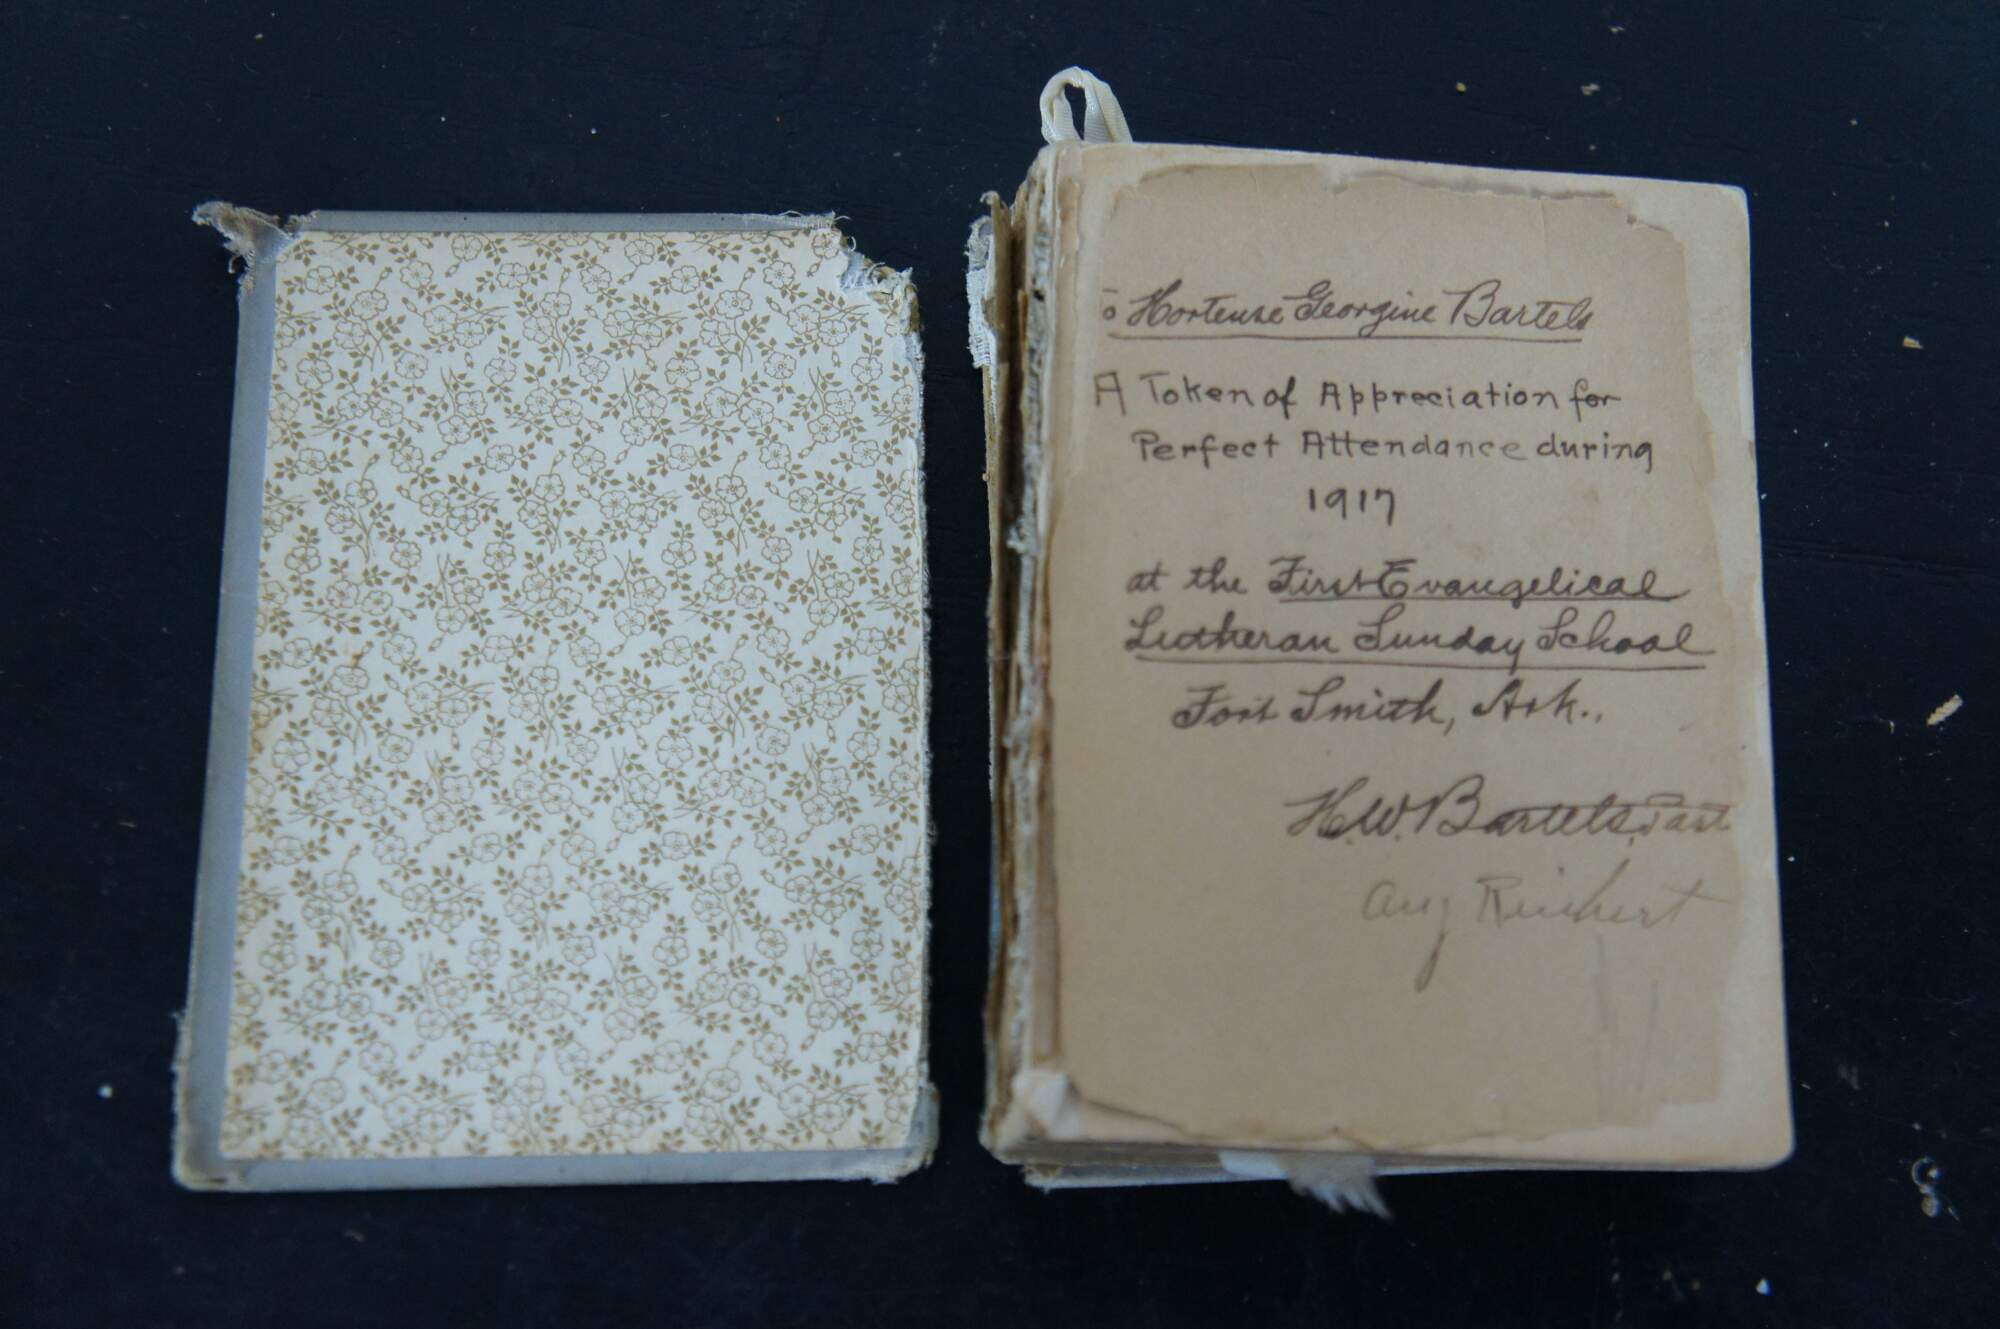 To Hortense Georgine Bartels
A Token of Appreciation for
Perfect Attendance during
1917
at the First Evangelical
Lutheran Sunday School
Fort Smith, Ark.,
H.W. Bartels, Past
Aug Reichert